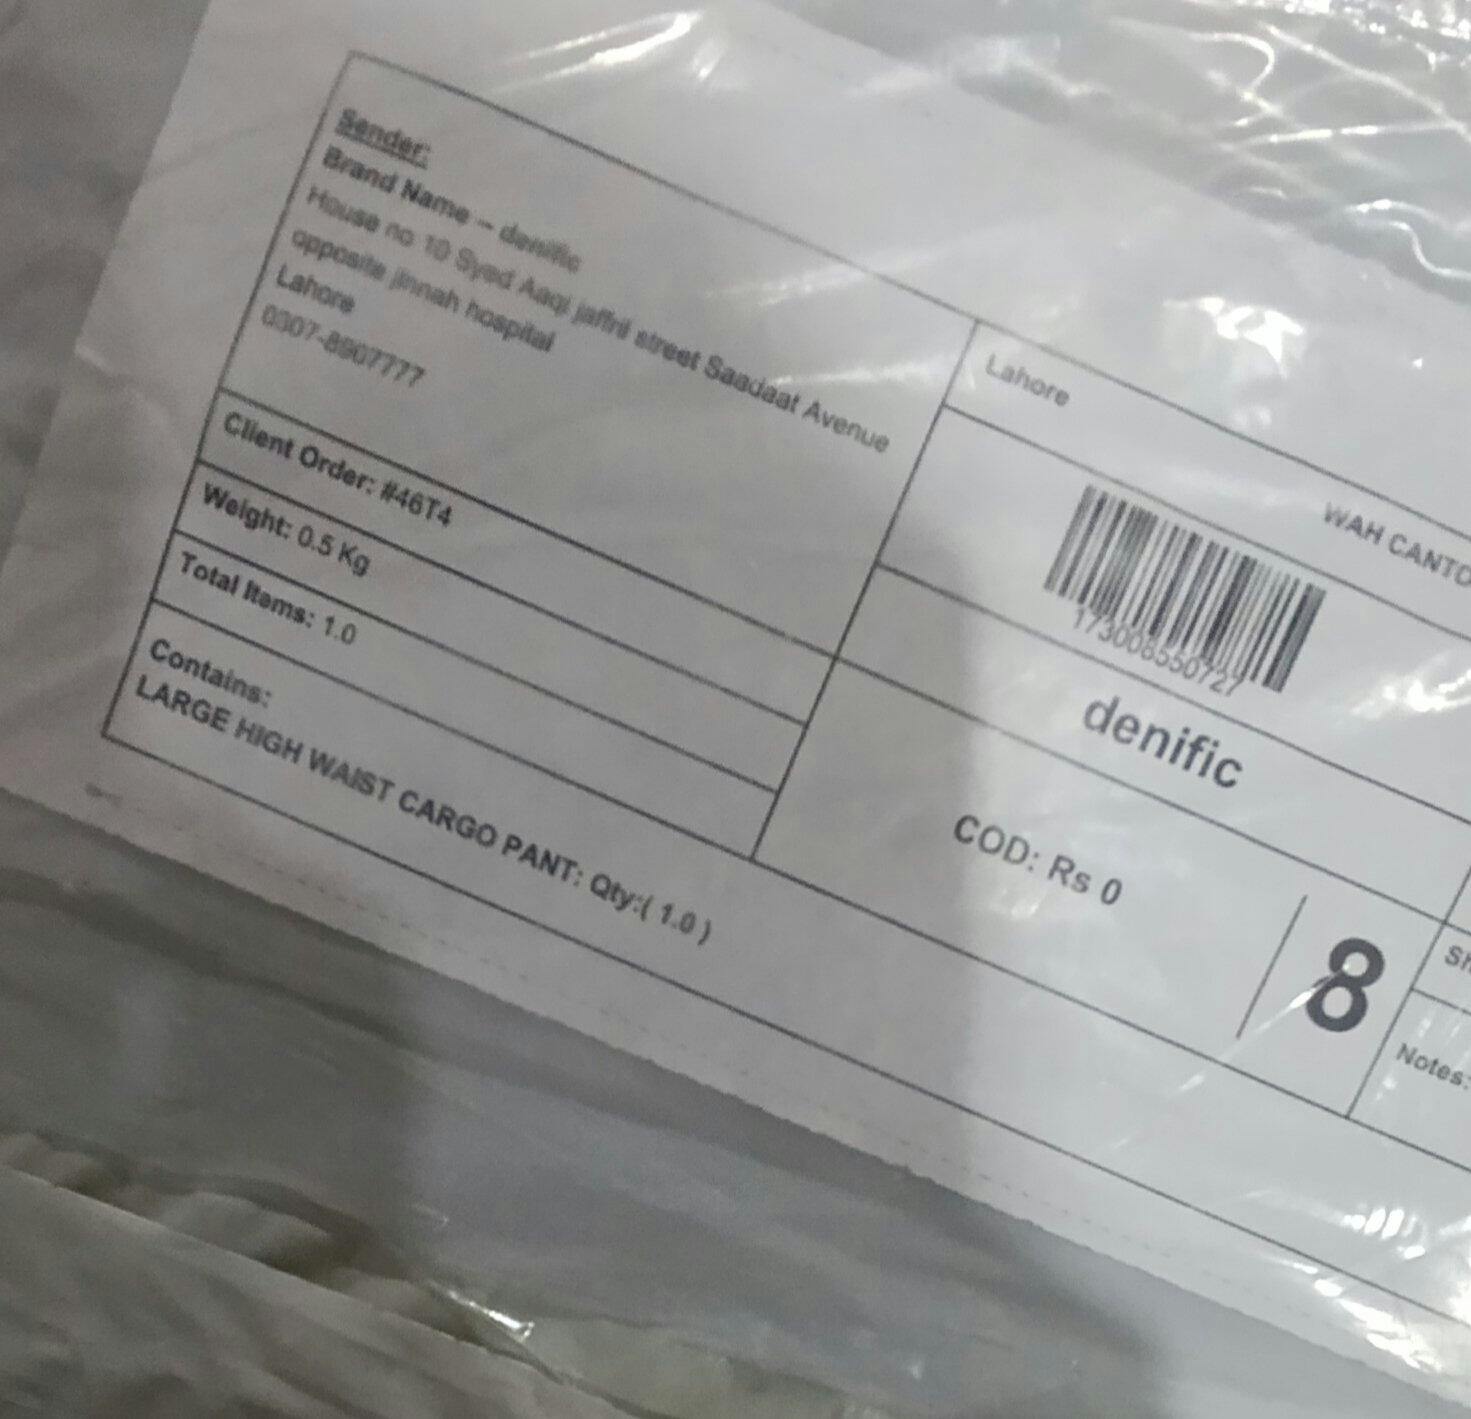 Sender:
Brand Name -- denific
House no 10 Syed Aaqi jaffrii street Saadaat Avenue
opposite jinnah hospital
Lahore
0307-8907777
Client Order: #46T4
Weight: 0.5 Kg
Total Items: 1.0
Contains:
LARGE HIGH WAIST CARGO PANT: Qty:( 1.0 )
Lahore
WAH CANTO
173006550727
denific
COD: Rs 0
8
Notes: